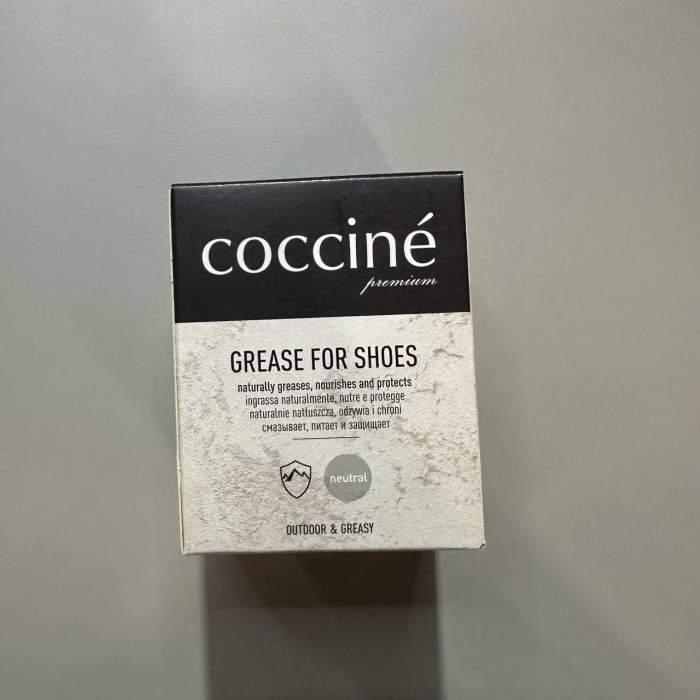 cocciné
premium
GREASE FOR SHOES
naturally greases, nourishes and protects
ingrassa naturalmente, nutre e protegge
naturalnie natłuszcza, odżywia i chroni
смазывает, питает и защищает
neutral
OUTDOOR & GREASY